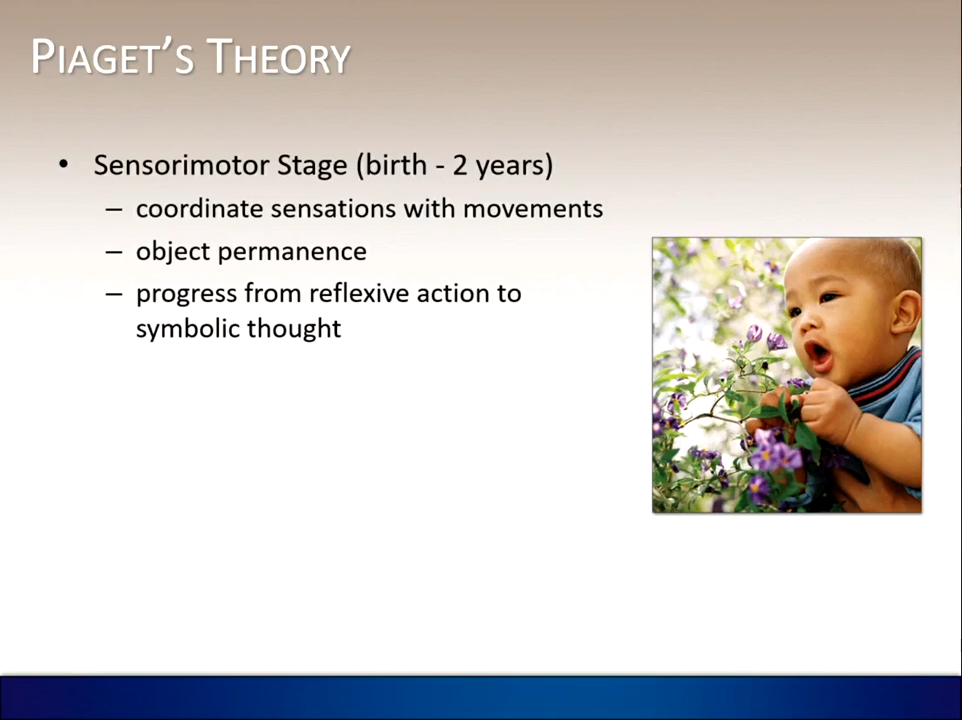 PIAGET'S THEORY
• Sensorimotor Stage (birth - 2 years)
– coordinate sensations with movements
– object permanence
– progress from reflexive action to
symbolic thought